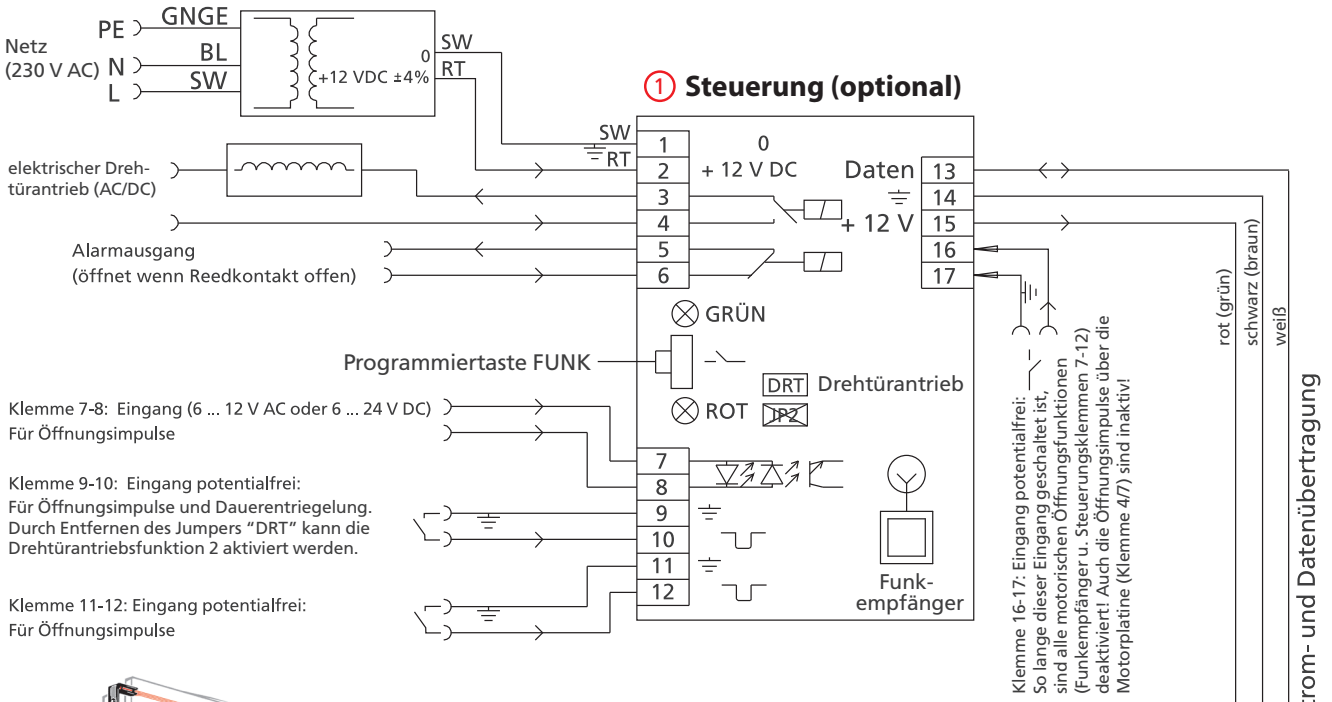 Netz
(230 V AC)
PE
N
L
GNGE
BL
SW
0
+12 VDC ±4%
SW
RT
1 Steuerung (optional)
SW
RT
1
2
3
4
5
6
0
+ 12 V DC
Daten
+ 12 V
13
14
15
16
17
elektrischer Dreh-
türantrieb (AC/DC)
Alarmausgang
(öffnet wenn Reedkontakt offen)
GRÜN
Programmiertaste FUNK
DRT Drehtürantrieb
ROT
JP2
Klemme 7-8: Eingang (6 ... 12 V AC oder 6 ... 24 V DC)
Für Öffnungsimpulse
Klemme 9-10: Eingang potentialfrei:
Für Öffnungsimpulse und Dauerentriegelung.
Durch Entfernen des Jumpers “DRT” kann die
Drehtürantriebsfunktion 2 aktiviert werden.
Klemme 11-12: Eingang potentialfrei:
Für Öffnungsimpulse
7
8
9
10
11
12
Funk-
empfänger
Klemme 16-17: Eingang potentialfrei:
So lange dieser Eingang geschaltet ist,
sind alle motorischen Öffnungsfunktionen
(Funkempfänger u. Steuerungsklemmen 7-12)
deaktiviert! Auch die Öffnungsimpulse über die
Motorplatine (Klemme 4/7) sind inaktiv!
rot (grün)
schwarz (braun)
weiß
und Datenübertragung